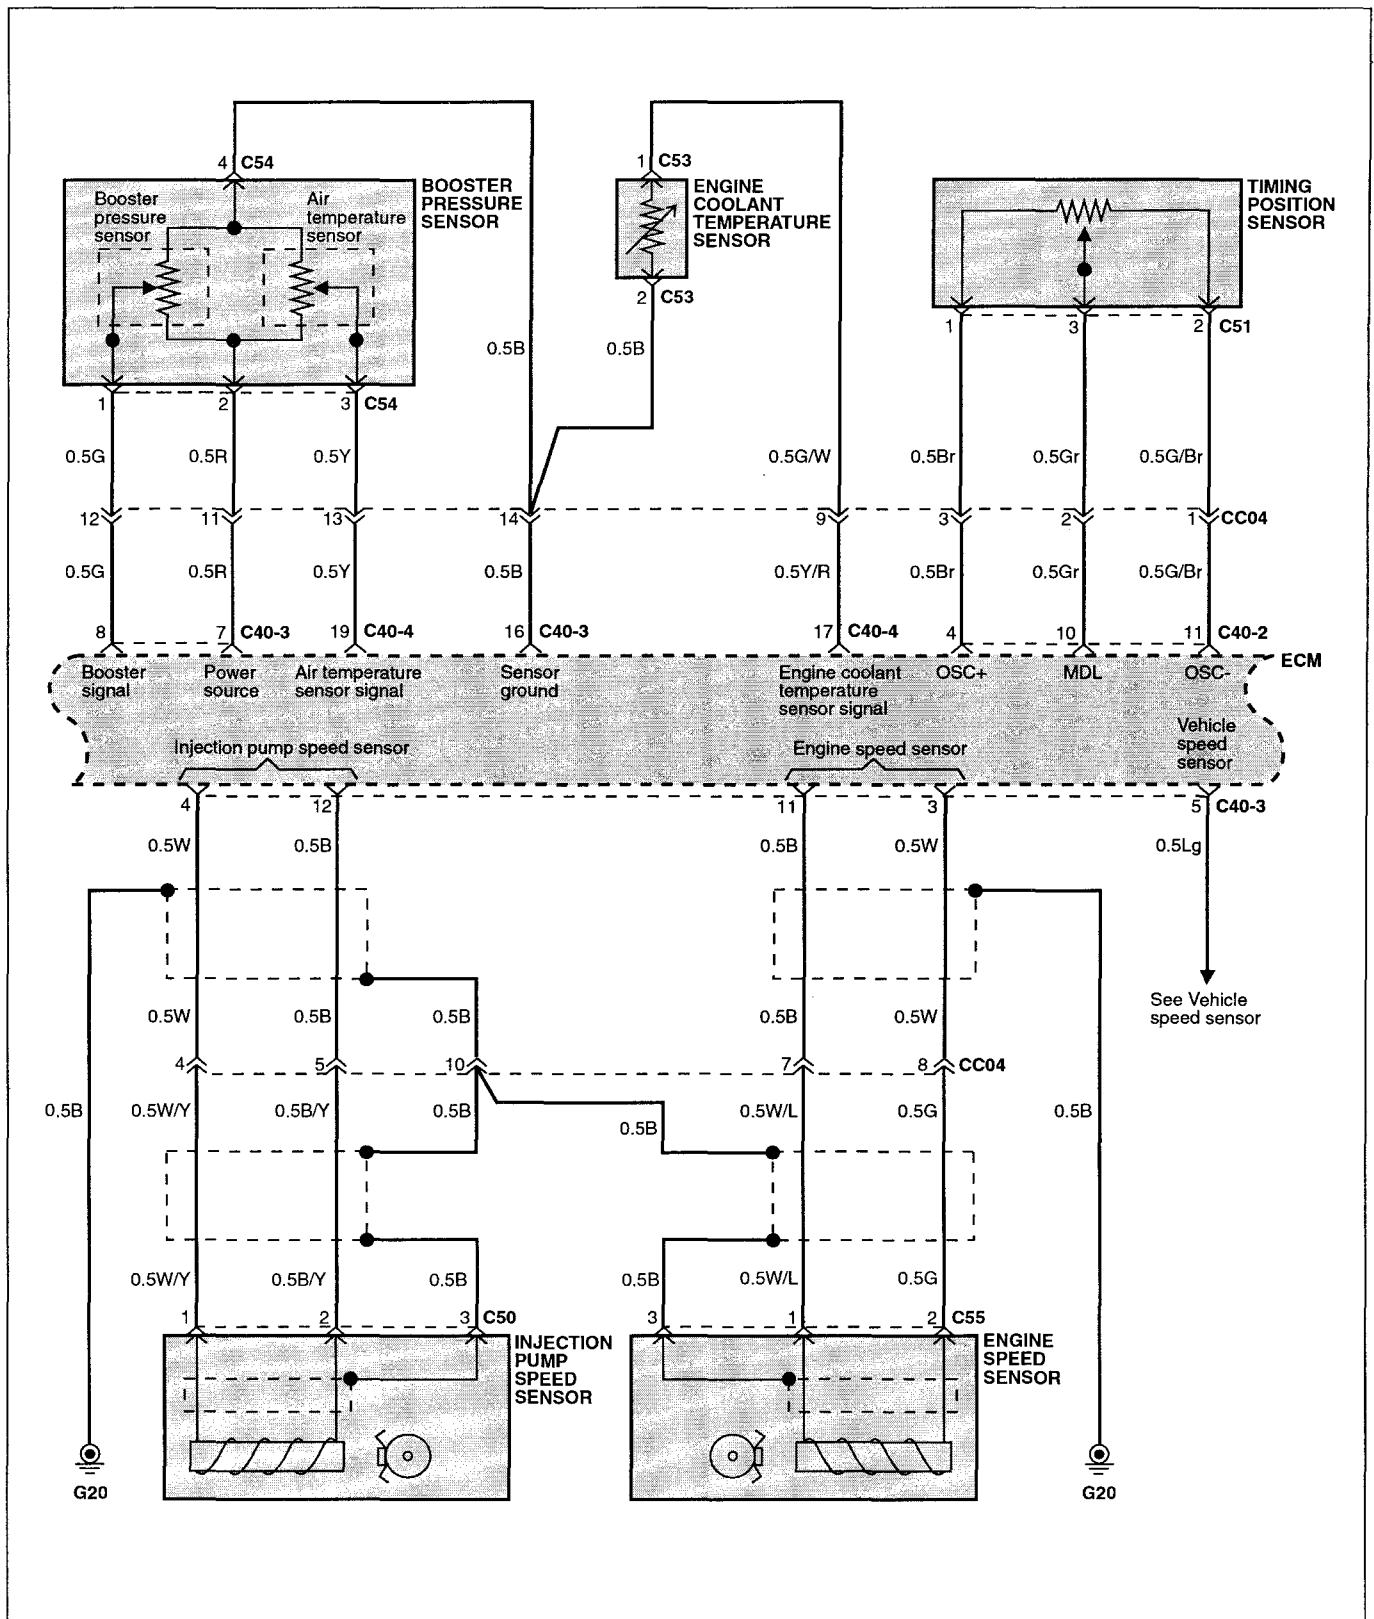 4 C54
1 C53
BOOSTER
PRESSURE
SENSOR
Booster
pressure
sensor
Air
temperature
sensor
ENGINE
COOLANT
TEMPERATURE
SENSOR
TIMING
POSITION
SENSOR
2 C53
1 3 2 C51
0.5B 0.5B
1 2 3 C54
0.5G 0.5R 0.5Y 0.5G/W 0.5Br 0.5Gr 0.5G/Br
12 11 13 14 9 3 2 1 CC04
0.5G 0.5R 0.5Y 0.5B 0.5Y/R 0.5Br 0.5Gr 0.5G/Br
8 7 C40-3 19 C40-4 16 C40-3 17 C40-4 4 10 11 C40-2
ECM
Booster
signal
Power
source
Air temperature
sensor signal
Sensor
ground
Engine coolant
temperature
sensor signal
OSC+ MDL OSC-
Vehicle
speed
sensor
Injection pump speed sensor
Engine speed sensor
4 12 11 3 5 C40-3
0.5W 0.5B 0.5B 0.5W 0.5Lg
See Vehicle
speed sensor
0.5W 0.5B 0.5B 0.5B 0.5W
4 5 10 7 8 CC04
0.5B 0.5W/Y 0.5B/Y 0.5B 0.5B 0.5W/L 0.5G 0.5B
0.5W/Y 0.5B/Y 0.5B 0.5B 0.5W/L 0.5G
1 2 3 C50 3 1 2 C55
INJECTION
PUMP
SPEED
SENSOR
ENGINE
SPEED
SENSOR
G20 G20